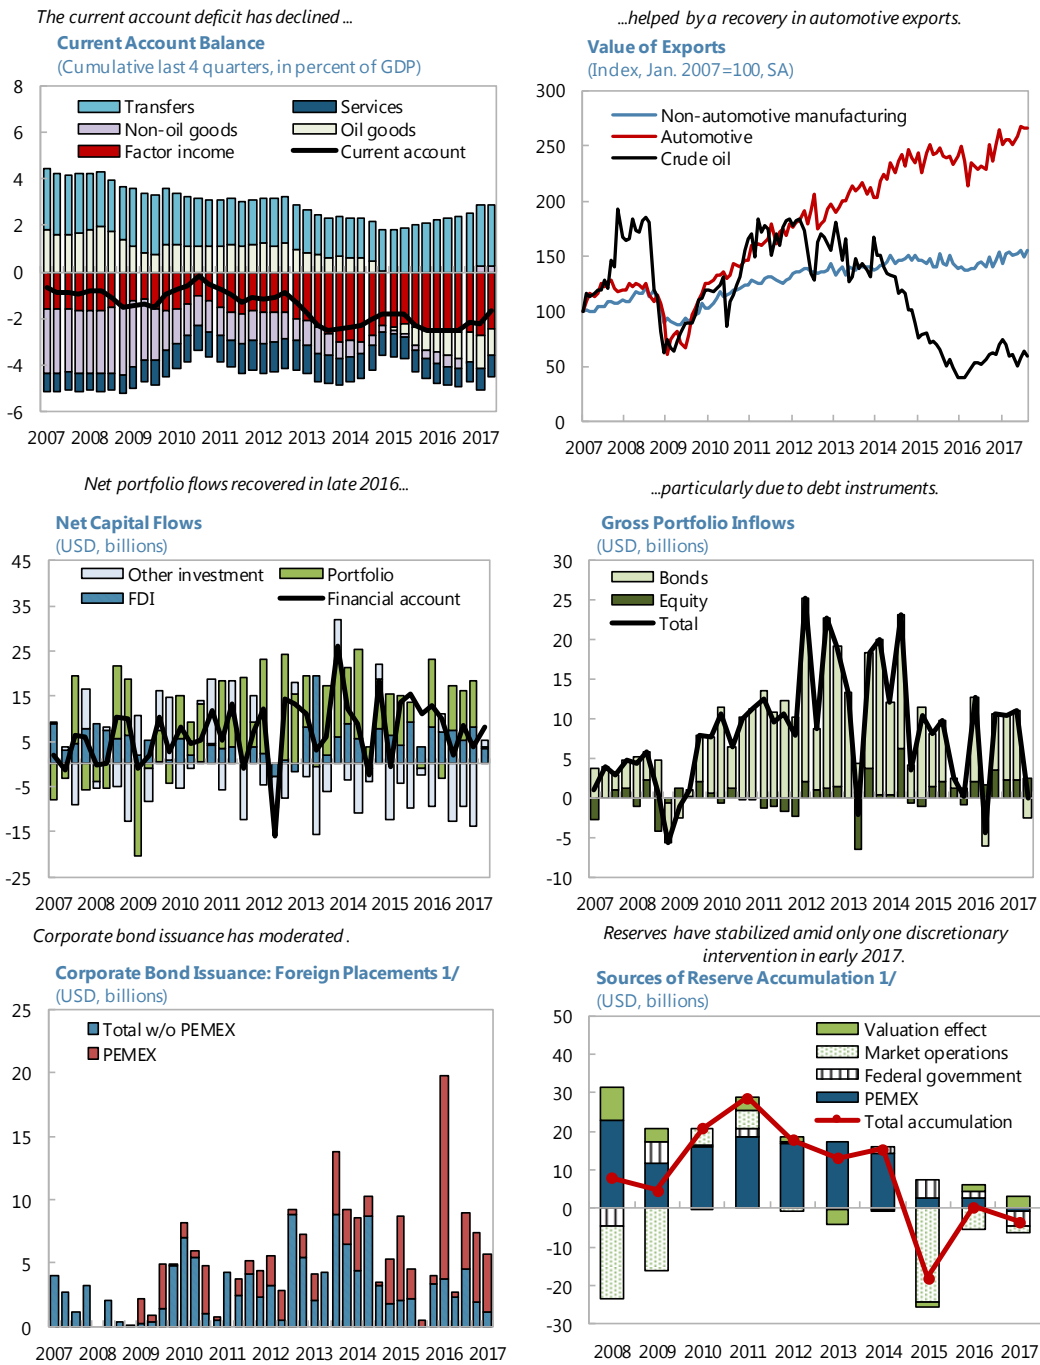 The current account deficit has declined ...
Current Account Balance
(Cumulative last 4 quarters, in percent of GDP)
8
6
4
2
0
-2
-4
-6
Transfers
Services
Non-oil goods
Oil goods
Factor income
Current account
2007 2008 2009 2010 2011 2012 2013 2014 2015 2016 2017
...helped by a recovery in automotive exports.
Value of Exports
(Index, Jan. 2007=100, SA)
300
250
200
150
100
50
0
Non-automotive manufacturing
Automotive
Crude oil
2007 2008 2009 2010 2011 2012 2013 2014 2015 2016 2017
Net portfolio flows recovered in late 2016...
Net Capital Flows
(USD, billions)
45
35
25
15
5
-5
-15
-25
Other investment
Portfolio
FDI
Financial account
2007 2008 2009 2010 2011 2012 2013 2014 2015 2016 2017
...particularly due to debt instruments.
Gross Portfolio Inflows
(USD, billions)
30
25
20
15
10
5
0
-5
-10
Bonds
Equity
Total
2007 2008 2009 2010 2011 2012 2013 2014 2015 2016 2017
Corporate bond issuance has moderated .
Corporate Bond Issuance: Foreign Placements 1/
(USD, billions)
25
20
15
10
5
0
Total w/o PEMEX
PEMEX
2007 2008 2009 2010 2011 2012 2013 2014 2015 2016 2017
Reserves have stabilized amid only one discretionary
intervention in early 2017.
Sources of Reserve Accumulation 1/
(USD, billions)
50
40
30
20
10
0
-10
-20
-30
Valuation effect
Market operations
Federal government
PEMEX
Total accumulation
2008 2009 2010 2011 2012 2013 2014 2015 2016 2017